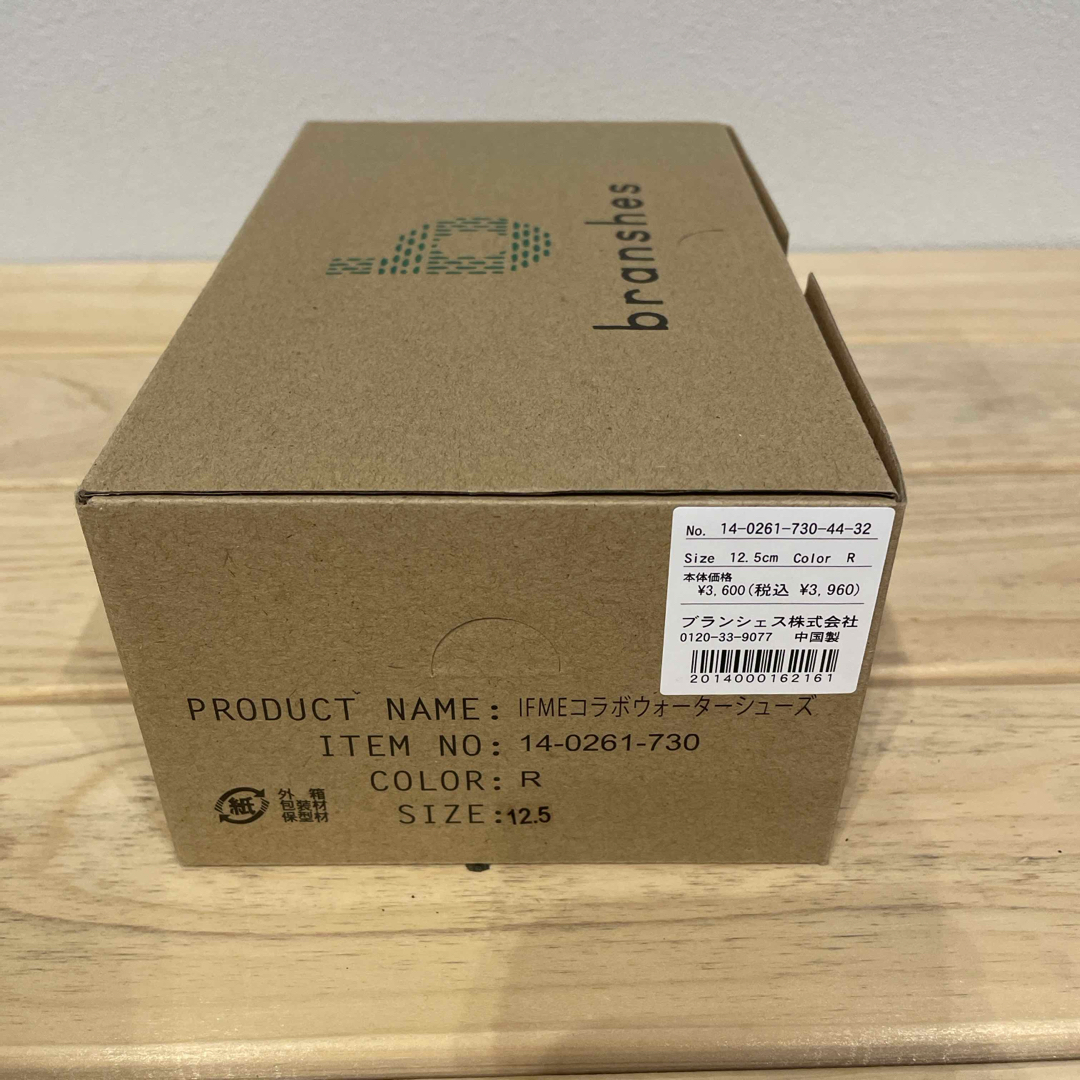 branshes
No. 14-0261-730-44-32
Size 12.5cm Color R
本体価格
¥3,600(税込 ¥3,960)
ブランシェス株式会社
0120-33-9077 中国製
2014000162161
PRODUCT NAME: IFMEコラボウォーターシューズ
ITEM NO: 14-0261-730
COLOR: R
SIZE: 12.5
紙
外箱
包装材
保型材